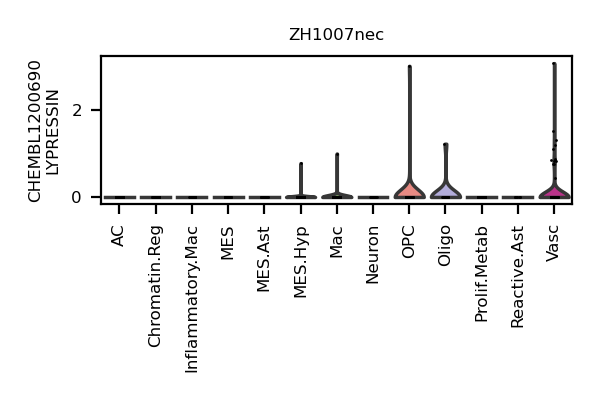 ZH1007nec
CHEMBL1200690
LYPRESSIN
2
0
AC
Chromatin.Reg
Inflammatory.Mac
MES
MES.Ast
MES.Hyp
Mac
Neuron
OPC
Oligo
Prolif.Metab
Reactive.Ast
Vasc